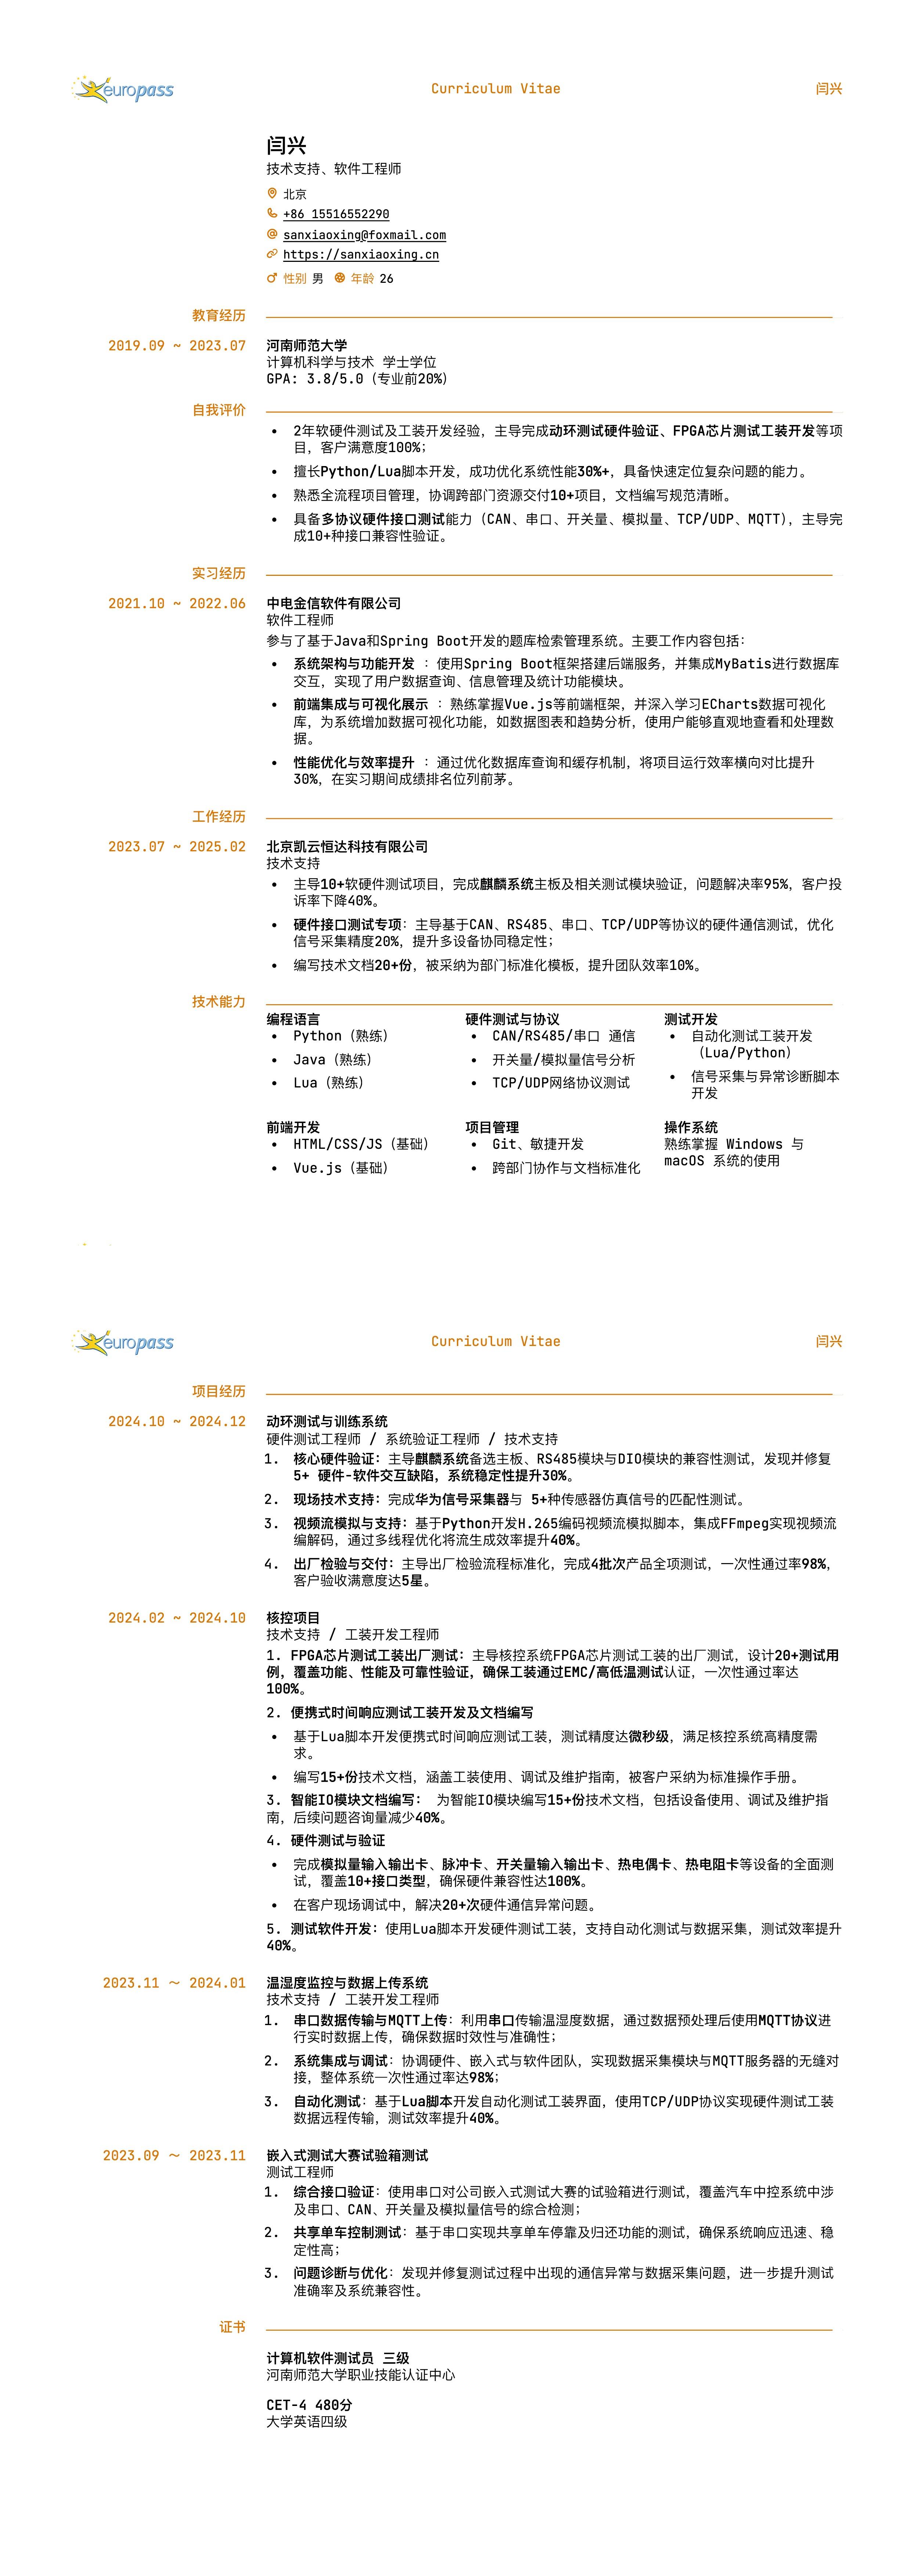 europass
Curriculum Vitae
闫兴
闫兴
技术支持、软件工程师
北京
+86 15516552290
sanxiaoxing@foxmail.com
https://sanxiaoxing.cn
性别 男 年龄 26
教育经历
2019.09 ~ 2023.07
河南师范大学
计算机科学与技术 学士学位
GPA: 3.8/5.0（专业前20%）
自我评价
• 2年软硬件测试及工装开发经验，主导完成动环测试硬件验证、FPGA芯片测试工装开发等项
目，客户满意度100%；
• 擅长Python/Lua脚本开发，成功优化系统性能30%+，具备快速定位复杂问题的能力。
• 熟悉全流程项目管理，协调跨部门资源交付10+项目，文档编写规范清晰。
• 具备多协议硬件接口测试能力（CAN、串口、开关量、模拟量、TCP/UDP、MQTT），主导完
成10+种接口兼容性验证。
实习经历
2021.10 ~ 2022.06
中电金信软件有限公司
软件工程师
参与了基于Java和Spring Boot开发的题库检索管理系统。主要工作内容包括：
• 系统架构与功能开发 ：使用Spring Boot框架搭建后端服务，并集成MyBatis进行数据库
交互，实现了用户数据查询、信息管理及统计功能模块。
• 前端集成与可视化展示 ：熟练掌握Vue.js等前端框架，并深入学习ECharts数据可视化
库，为系统增加数据可视化功能，如数据图表和趋势分析，使用户能够直观地查看和处理数
据。
• 性能优化与效率提升 ：通过优化数据库查询和缓存机制，将项目运行效率横向对比提升
30%，在实习期间成绩排名位列前茅。
工作经历
2023.07 ~ 2025.02
北京凯云恒达科技有限公司
技术支持
• 主导10+软硬件测试项目，完成麒麟系统主板及相关测试模块验证，问题解决率95%，客户投
诉率下降40%。
• 硬件接口测试专项：主导基于CAN、RS485、串口、TCP/UDP等协议的硬件通信测试，优化
信号采集精度20%，提升多设备协同稳定性；
• 编写技术文档20+份，被采纳为部门标准化模板，提升团队效率10%。
技术能力
编程语言
• Python（熟练）
• Java（熟练）
• Lua（熟练）
硬件测试与协议
• CAN/RS485/串口 通信
• 开关量/模拟量信号分析
• TCP/UDP网络协议测试
测试开发
• 自动化测试工装开发
（Lua/Python）
• 信号采集与异常诊断脚本
开发
前端开发
• HTML/CSS/JS（基础）
• Vue.js（基础）
项目管理
• Git、敏捷开发
• 跨部门协作与文档标准化
操作系统
熟练掌握 Windows 与
macOS 系统的使用
europass
Curriculum Vitae
闫兴
项目经历
2024.10 ~ 2024.12
动环测试与训练系统
硬件测试工程师 / 系统验证工程师 / 技术支持
1. 核心硬件验证：主导麒麟系统备选主板、RS485模块与DIO模块的兼容性测试，发现并修复
5+ 硬件-软件交互缺陷，系统稳定性提升30%。
2. 现场技术支持：完成华为信号采集器与 5+种传感器仿真信号的匹配性测试。
3. 视频流模拟与支持：基于Python开发H.265编码视频流模拟脚本，集成FFmpeg实现视频流
编解码，通过多线程优化将流生成效率提升40%。
4. 出厂检验与交付：主导出厂检验流程标准化，完成4批次产品全项测试，一次性通过率98%，
客户验收满意度达5星。
2024.02 ~ 2024.10
核控项目
技术支持 / 工装开发工程师
1. FPGA芯片测试工装出厂测试：主导核控系统FPGA芯片测试工装的出厂测试，设计20+测试用
例，覆盖功能、性能及可靠性验证，确保工装通过EMC/高低温测试认证，一次性通过率达
100%。
2. 便携式时间响应测试工装开发及文档编写
• 基于Lua脚本开发便携式时间响应测试工装，测试精度达微秒级，满足核控系统高精度需
求。
• 编写15+份技术文档，涵盖工装使用、调试及维护指南，被客户采纳为标准操作手册。
3. 智能IO模块文档编写： 为智能IO模块编写15+份技术文档，包括设备使用、调试及维护指
南，后续问题咨询量减少40%。
4. 硬件测试与验证
• 完成模拟量输入输出卡、脉冲卡、开关量输入输出卡、热电偶卡、热电阻卡等设备的全面测
试，覆盖10+接口类型，确保硬件兼容性达100%。
• 在客户现场调试中，解决20+次硬件通信异常问题。
5. 测试软件开发：使用Lua脚本开发硬件测试工装，支持自动化测试与数据采集，测试效率提升
40%。
2023.11 ～ 2024.01
温湿度监控与数据上传系统
技术支持 / 工装开发工程师
1. 串口数据传输与MQTT上传：利用串口传输温湿度数据，通过数据预处理后使用MQTT协议进
行实时数据上传，确保数据时效性与准确性；
2. 系统集成与调试：协调硬件、嵌入式与软件团队，实现数据采集模块与MQTT服务器的无缝对
接，整体系统一次性通过率达98%；
3. 自动化测试：基于Lua脚本开发自动化测试工装界面，使用TCP/UDP协议实现硬件测试工装
数据远程传输，测试效率提升40%。
2023.09 ～ 2023.11
嵌入式测试大赛试验箱测试
测试工程师
1. 综合接口验证：使用串口对公司嵌入式测试大赛的试验箱进行测试，覆盖汽车中控系统中涉
及串口、CAN、开关量及模拟量信号的综合检测；
2. 共享单车控制测试：基于串口实现共享单车停靠及归还功能的测试，确保系统响应迅速、稳
定性高；
3. 问题诊断与优化：发现并修复测试过程中出现的通信异常与数据采集问题，进一步提升测试
准确率及系统兼容性。
证书
计算机软件测试员 三级
河南师范大学职业技能认证中心
CET-4 480分
大学英语四级